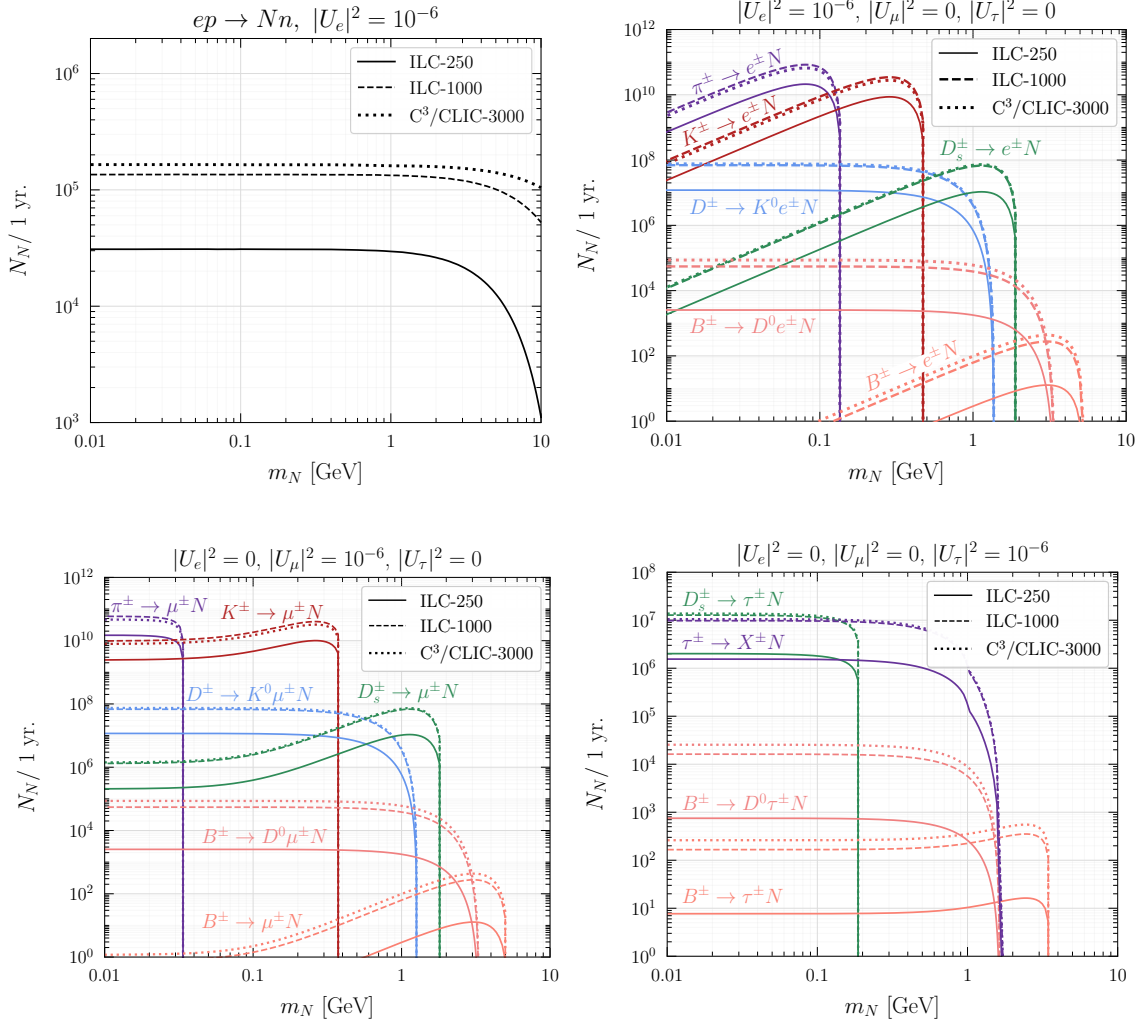 ep → Nn, |U_e|^2 = 10^{-6}
ILC-250
ILC-1000
C^3/CLIC-3000
10^6
10^5
10^4
10^3
N_N / 1 yr.
0.01 0.1 1 10
m_N [GeV]
|U_e|^2 = 10^{-6}, |U_μ|^2 = 0, |U_τ|^2 = 0
ILC-250
ILC-1000
C^3/CLIC-3000
10^{12}
10^{10}
10^8
10^6
10^4
10^2
10^0
N_N / 1 yr.
π^± → e^± N
K^± → e^± N
D_s^± → e^± N
D^± → K^0 e^± N
B^± → D^0 e^± N
B^± → e^± N
0.01 0.1 1 10
m_N [GeV]
|U_e|^2 = 0, |U_μ|^2 = 10^{-6}, |U_τ|^2 = 0
ILC-250
ILC-1000
C^3/CLIC-3000
10^{12}
10^{10}
10^8
10^6
10^4
10^2
10^0
N_N / 1 yr.
π^± → μ^± N
K^± → μ^± N
D^± → K^0 μ^± N
D_s^± → μ^± N
B^± → D^0 μ^± N
B^± → μ^± N
0.01 0.1 1 10
m_N [GeV]
|U_e|^2 = 0, |U_μ|^2 = 0, |U_τ|^2 = 10^{-6}
ILC-250
ILC-1000
C^3/CLIC-3000
10^8
10^7
10^6
10^5
10^4
10^3
10^2
10^1
10^0
N_N / 1 yr.
D_s^± → τ^± N
τ^± → X^± N
B^± → D^0 τ^± N
B^± → τ^± N
0.01 0.1 1 10
m_N [GeV]